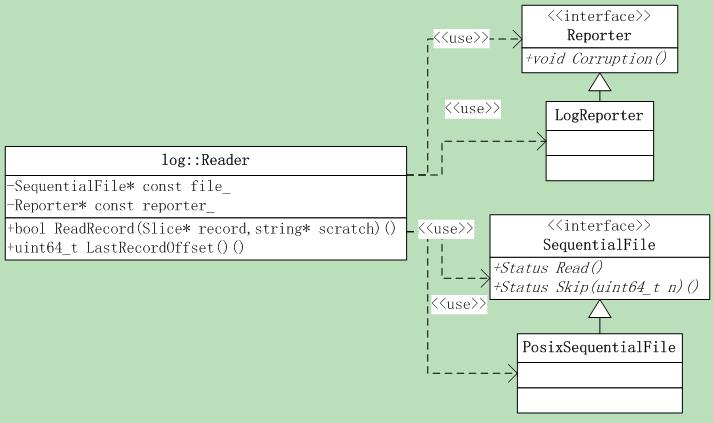 <<interface>>
Reporter
+void Corruption()
<<use>>
<<use>>
LogReporter
log::Reader
-SequentialFile* const file_
-Reporter* const reporter_
+bool ReadRecord(Slice* record,string* scratch)()
+uint64_t LastRecordOffset()()
<<use>>
<<use>>
<<interface>>
SequentialFile
+Status Read()
+Status Skip(uint64_t n)()
PosixSequentialFile